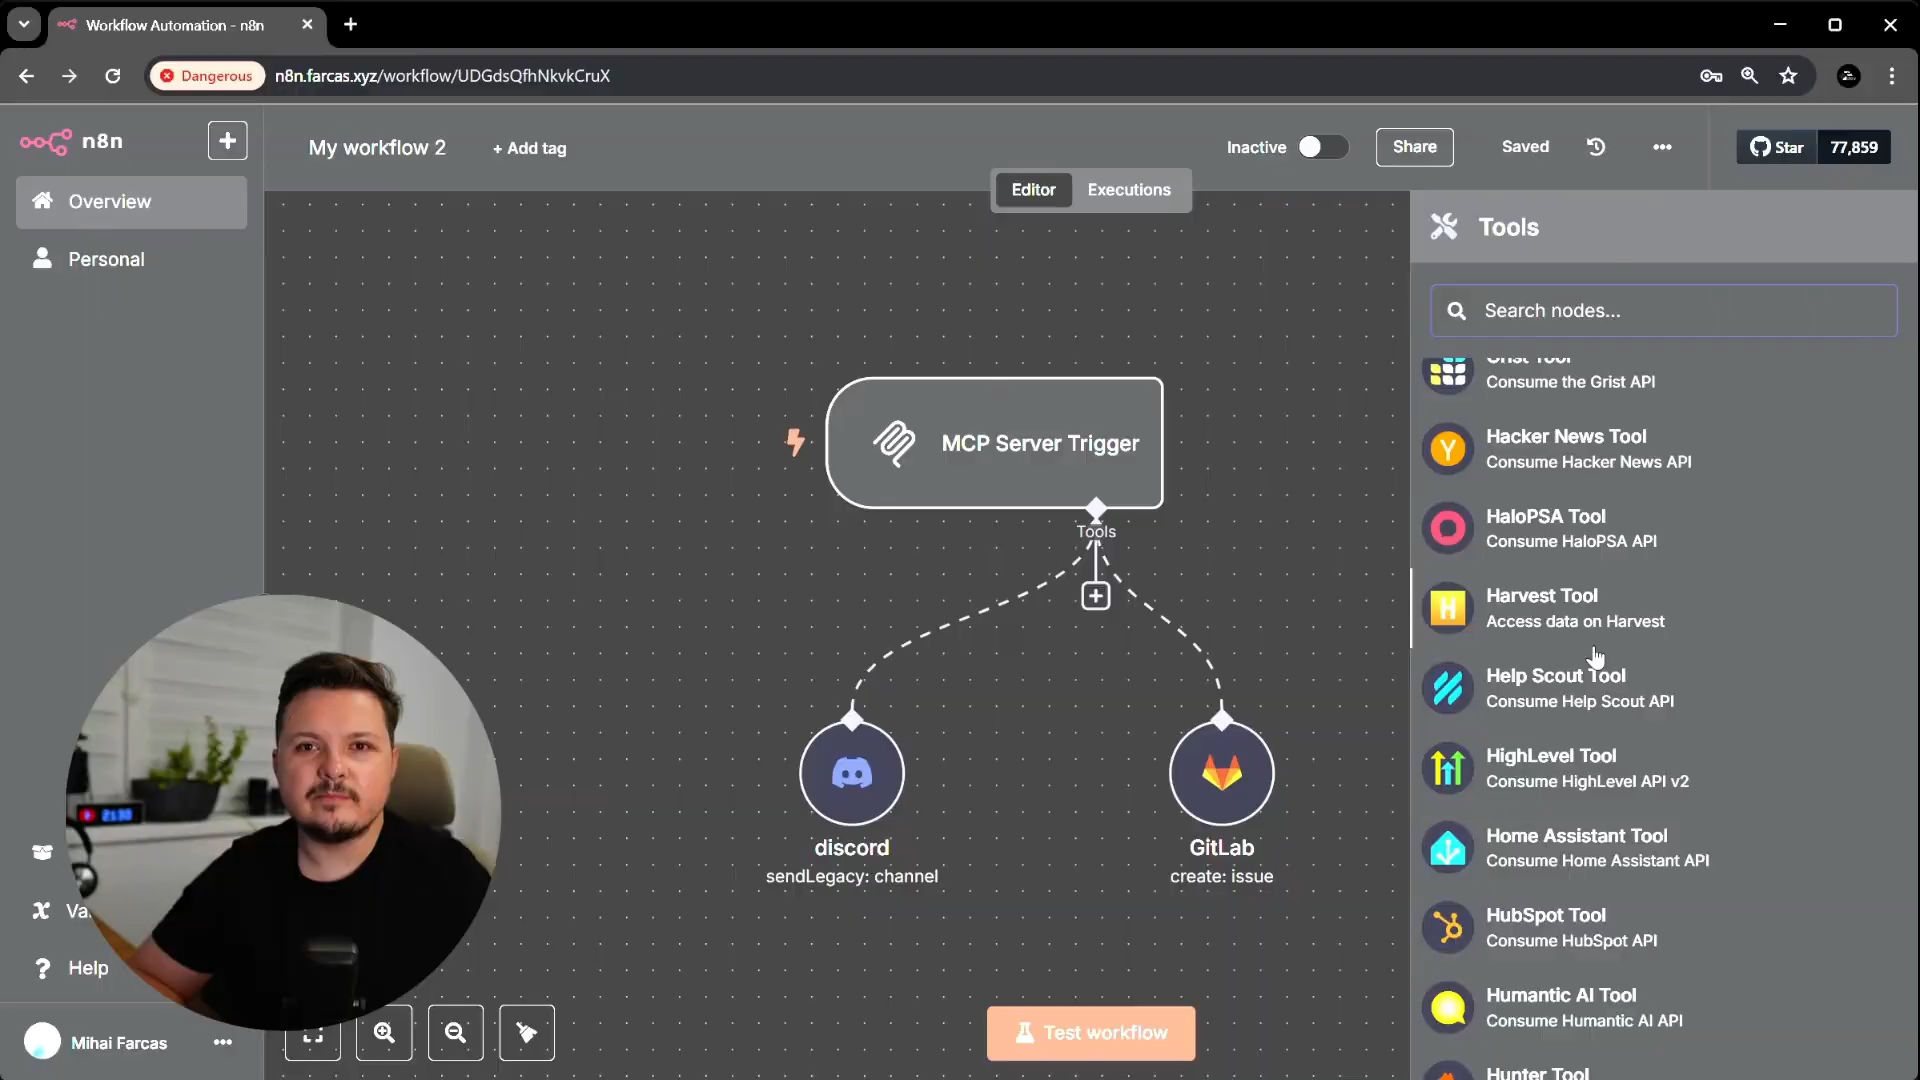 Workflow Automation - n8n
Dangerous
n8n.farcas.xyz/workflow/UDGdsQfhNkvkCruX
n8n
My workflow 2
+ Add tag
Inactive
Share
Saved
Star
77,859
Overview
Personal
Editor
Executions
Tools
Search nodes...
Grist Tool
Consume the Grist API
Hacker News Tool
Consume Hacker News API
HaloPSA Tool
Consume HaloPSA API
Harvest Tool
Access data on Harvest
Help Scout Tool
Consume Help Scout API
HighLevel Tool
Consume HighLevel API v2
Home Assistant Tool
Consume Home Assistant API
HubSpot Tool
Consume HubSpot API
Humantic AI Tool
Consume Humantic AI API
Hunter Tool
MCP Server Trigger
Tools
discord
sendLegacy: channel
GitLab
create: issue
Va
Help
Mihai Farcas
Test workflow